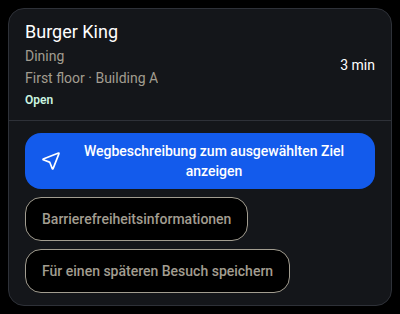 Burger King
Dining
First floor · Building A
3 min
Open
Wegbeschreibung zum ausgewählten Ziel
anzeigen
Barrierefreiheitsinformationen
Für einen späteren Besuch speichern